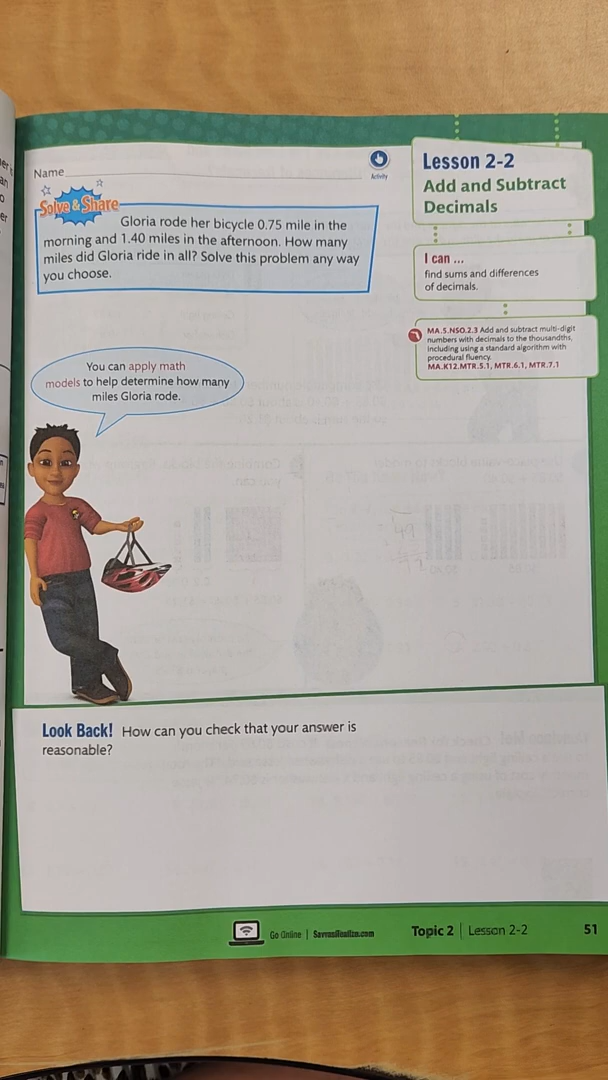 Name
Activity
Solve & Share
Gloria rode her bicycle 0.75 mile in the
morning and 1.40 miles in the afternoon. How many
miles did Gloria ride in all? Solve this problem any way
you choose.
Lesson 2-2
Add and Subtract
Decimals
I can ...
find sums and differences
of decimals.
MA.5.NSO.2.3 Add and subtract multi-digit
numbers with decimals to the thousandths,
including using a standard algorithm with
procedural fluency.
MA.K12.MTR.5.1, MTR.6.1, MTR.7.1
You can apply math
models to help determine how many
miles Gloria rode.
Look Back! How can you check that your answer is
reasonable?
Go Online | SavvasRealize.com
Topic 2 | Lesson 2-2
51